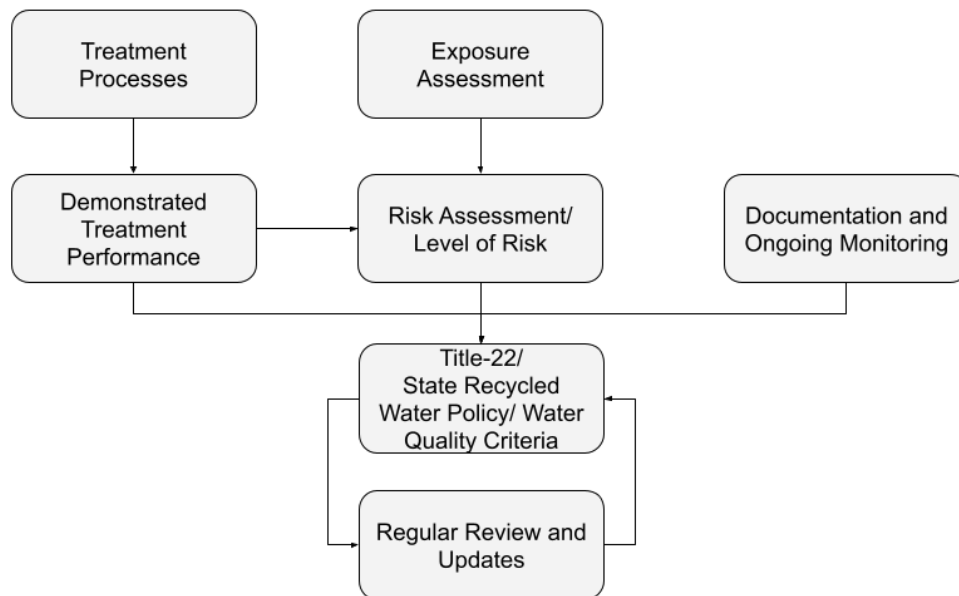 Treatment
Processes
Exposure
Assessment
Demonstrated
Treatment
Performance
Risk Assessment/
Level of Risk
Documentation and
Ongoing Monitoring
Title-22/
State Recycled
Water Policy/ Water
Quality Criteria
Regular Review and
Updates